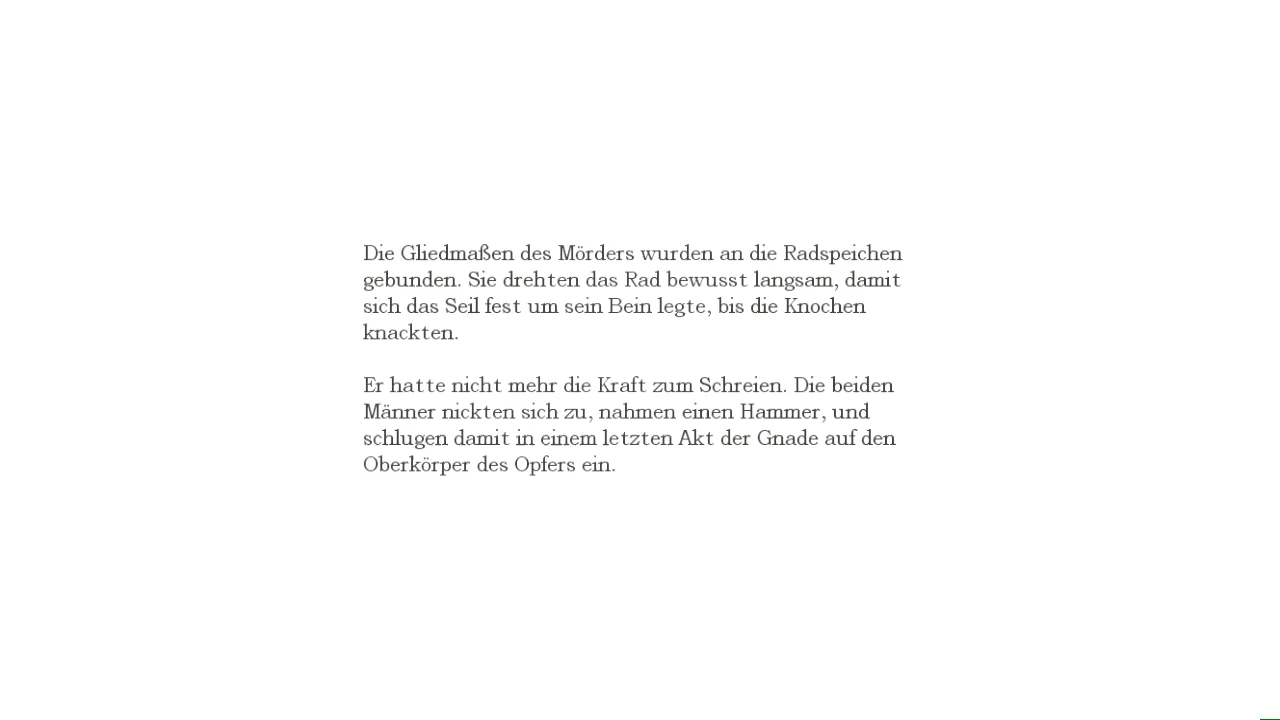 Die Gliedmaßen des Mörders wurden an die Radspeichen
gebunden. Sie drehten das Rad bewusst langsam, damit
sich das Seil fest um sein Bein legte, bis die Knochen
knackten.
Er hatte nicht mehr die Kraft zum Schreien. Die beiden
Männer nickten sich zu, nahmen einen Hammer, und
schlugen damit in einem letzten Akt der Gnade auf den
Oberkörper des Opfers ein.